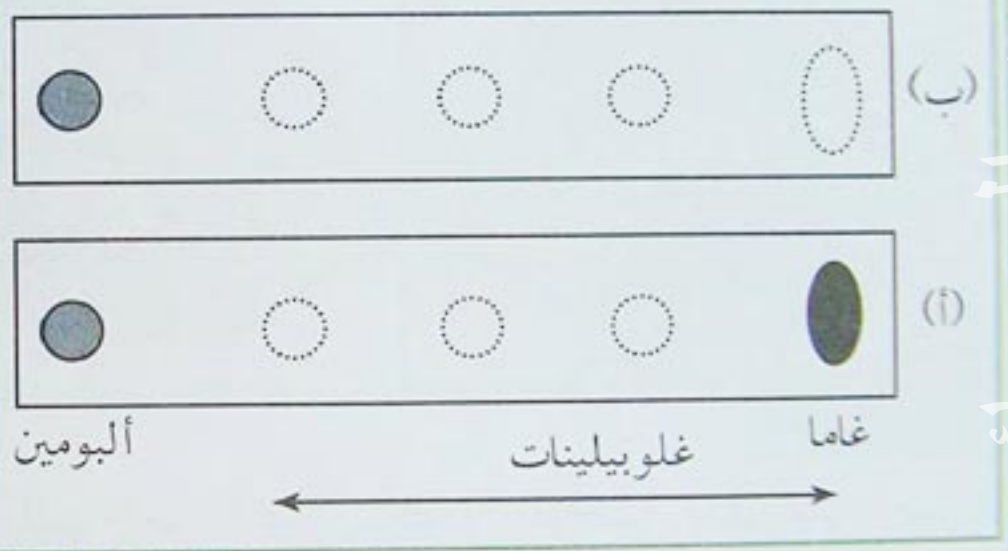 (ب)
(أ)
ألبومين
غلوبيلينات
غاما